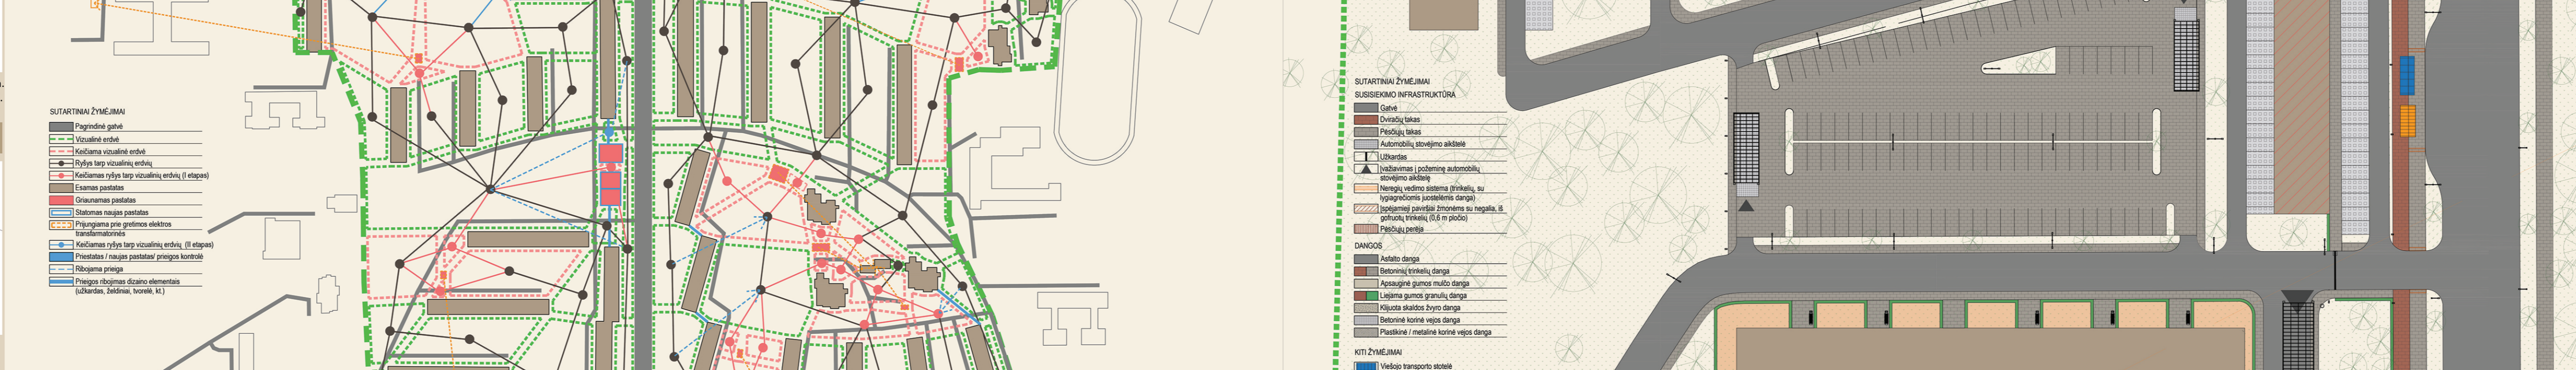 SUTARTINIAI ŽYMĖJIMAI
Pagrindinė gatvė
Vizualinė erdvė
Keičiama vizualinė erdvė
Ryšys tarp vizualinių erdvių
Keičiamas ryšys tarp vizualinių erdvių (I etapas)
Esamas pastatas
Griaunamas pastatas
Statomas naujas pastatas
Prijungiama prie gretimos elektros
transformatorinės
Keičiamas ryšys tarp vizualinių erdvių (II etapas)
Priestatas / naujas pastatas/ prieigos kontrolė
Ribojama prieiga
Prieigos ribojimas dizaino elementais
(užkardas, želdiniai, tvorelė, kt.)
SUTARTINIAI ŽYMĖJIMAI
SUSISIEKIMO INFRASTRUKTŪRA
Gatvė
Dviračių takas
Pėsčiųjų takas
Automobilių stovėjimo aikštelė
Užkardas
Įvažiavimas į požeminę automobilių
stovėjimo aikštelę
Neregių vedimo sistema (trinkelių, su
lygiagrečiomis juostelėmis danga)
Įspėjamieji paviršiai žmonėms su negalia, iš
gofruotų trinkelių (0,6 m pločio)
Pėsčiųjų perėja
DANGOS
Asfalto danga
Betoninių trinkelių danga
Apsauginė gumos mulčo danga
Liejama gumos granulių danga
Klijuota skaldos žvyro danga
Betoninė korinė vejos danga
Plastikinė / metalinė korinė vejos danga
KITI ŽYMĖJIMAI
Viešojo transporto stotelė